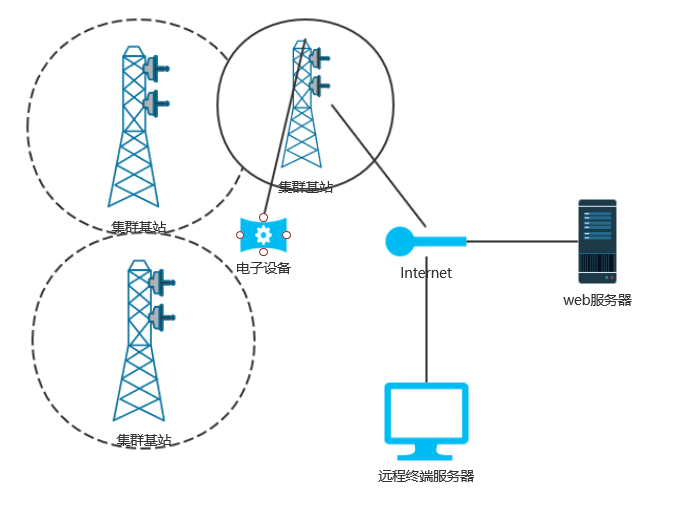 集群基站
集群基站
电子设备
Internet
web服务器
集群基站
远程终端服务器